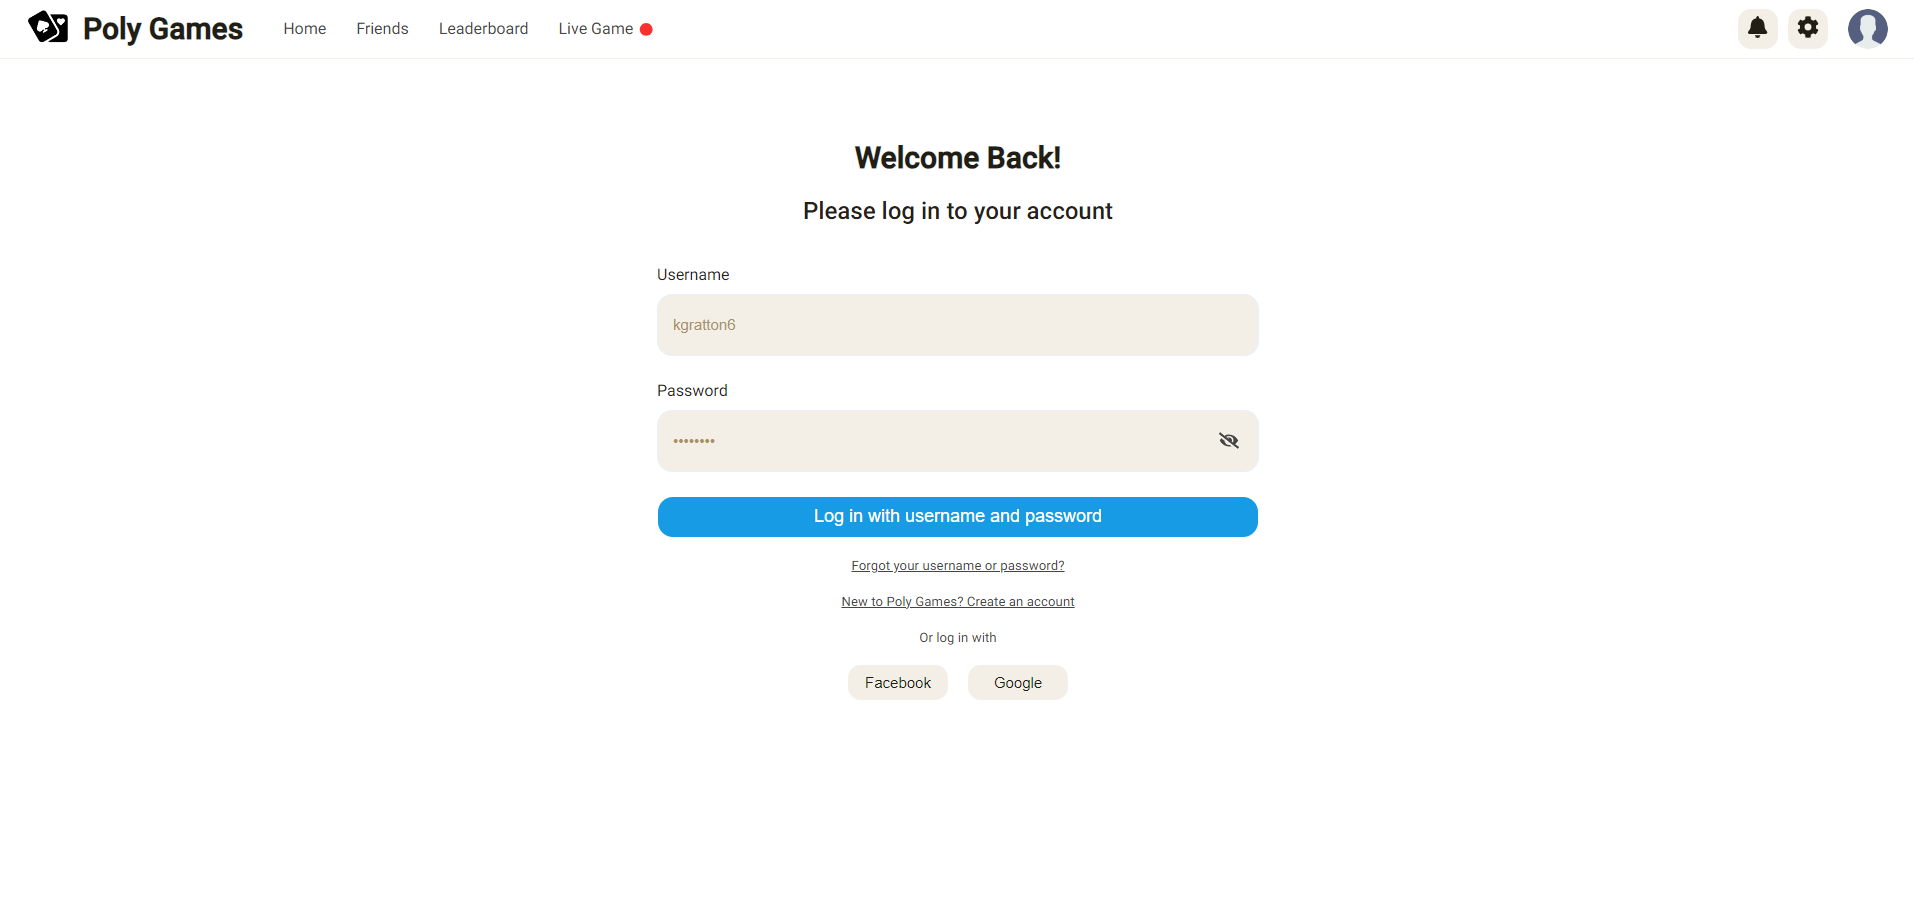 Poly Games
Home
Friends
Leaderboard
Live Game
Welcome Back!
Please log in to your account
Username
kgratton6
Password
••••••••
Log in with username and password
Forgot your username or password?
New to Poly Games? Create an account
Or log in with
Facebook
Google